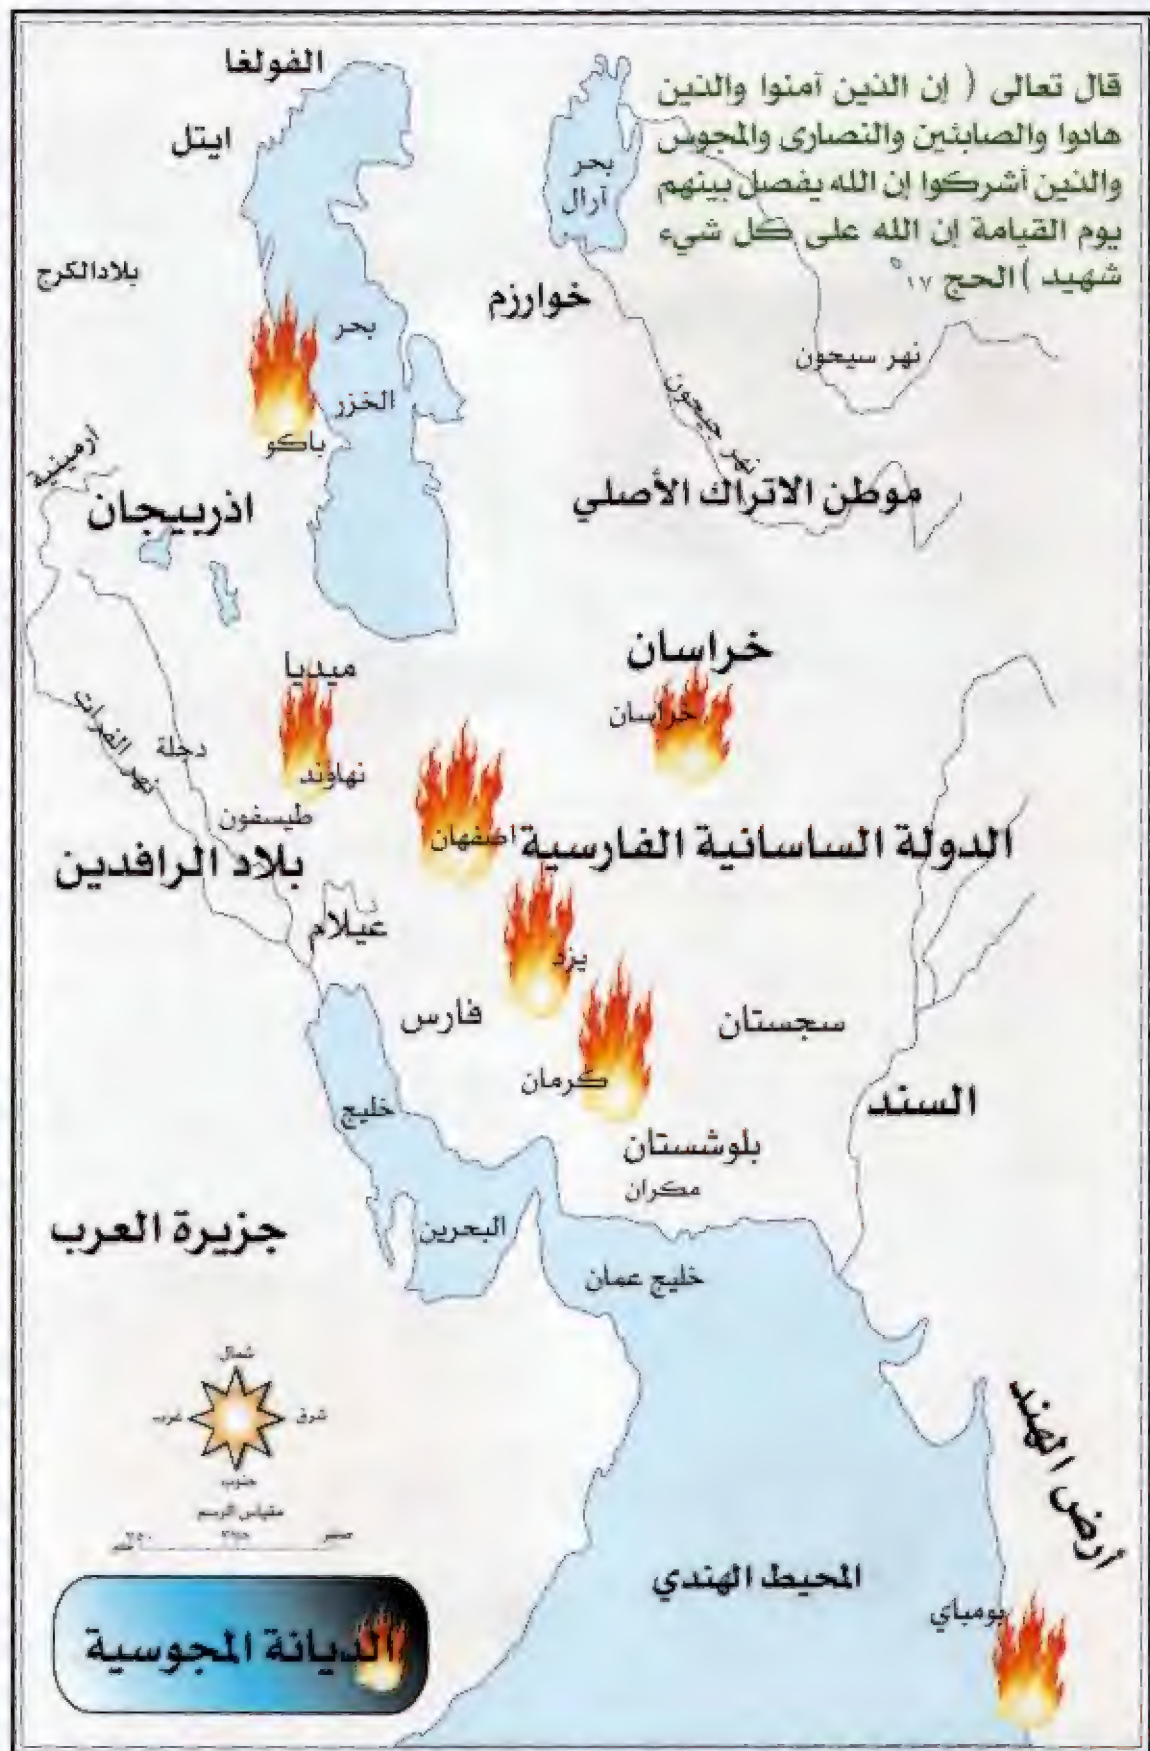 قال تعالى ( إن الذين آمنوا والذين
هادوا والصابئين والنصارى والمجوس
والذين أشركوا إن الله يفصل بينهم
يوم القيامة إن الله على كل شيء
شهيد ) الحج ١٧
الفولغا
ايتل
بحر
آرال
بلادالكرج
خوارزم
بحر
الخزر
نهر سيحون
نهر جيحون
باكو
ارمينية
اذربيجان
موطن الاتراك الأصلي
خراسان
خراسان
ميديا
نهاوند
دجلة
نهر الفرات
طيسفون
اصفهان
الدولة الساسانية الفارسية
بلاد الرافدين
عيلام
يزد
فارس
سجستان
كرمان
السند
خليج
بلوشستان
مكران
البحرين
جزيرة العرب
خليج عمان
شمال
شرق
غرب
جنوب
مقياس الرسم
صفر
أرض الهند
المحيط الهندي
بومباي
الديانة المجوسية